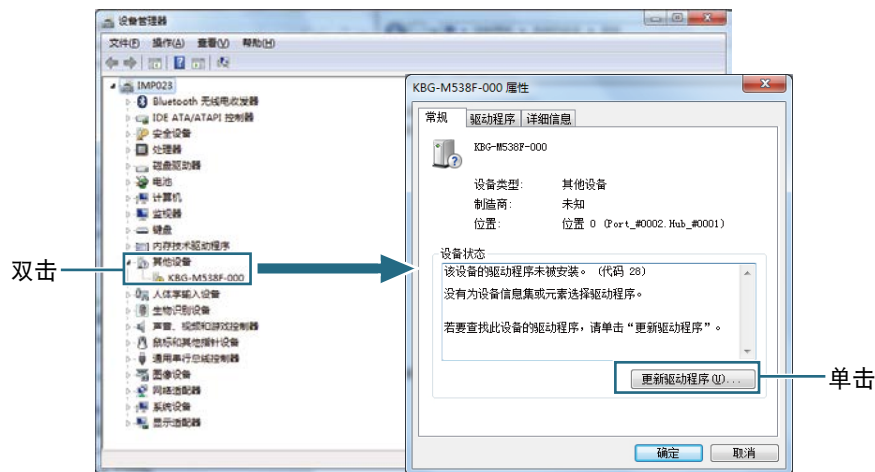 设备管理器
文件(F) 操作(A) 查看(V) 帮助(H)
IMP023
Bluetooth 无线电收发器
IDE ATA/ATAPI 控制器
安全设备
处理器
磁盘驱动器
电池
计算机
监视器
键盘
内存技术驱动程序
其他设备
KBG-M538F-000
人体学输入设备
生物识别设备
声音、视频和游戏控制器
鼠标和其他指针设备
通用串行总线控制器
图像设备
网络适配器
系统设备
显示适配器
双击
KBG-M538F-000 属性
常规 驱动程序 详细信息
KBG-M538F-000
设备类型: 其他设备
制造商: 未知
位置: 位置 0 (Port_#0002.Hub_#0001)
设备状态
该设备的驱动程序未被安装。 (代码 28)
没有为设备信息集或元素选择驱动程序。
若要查找此设备的驱动程序，请单击“更新驱动程序”。
更新驱动程序(U)...
单击
确定 取消